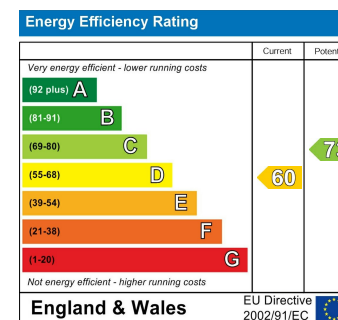 Energy Efficiency Rating
Current
Very energy efficient - lower running costs
(92 plus) A
(81-91) B
(69-80) C
(55-68) D
60
(39-54) E
(21-38) F
(1-20) G
Not energy efficient - higher running costs
England & Wales
EU Directive
2002/91/EC